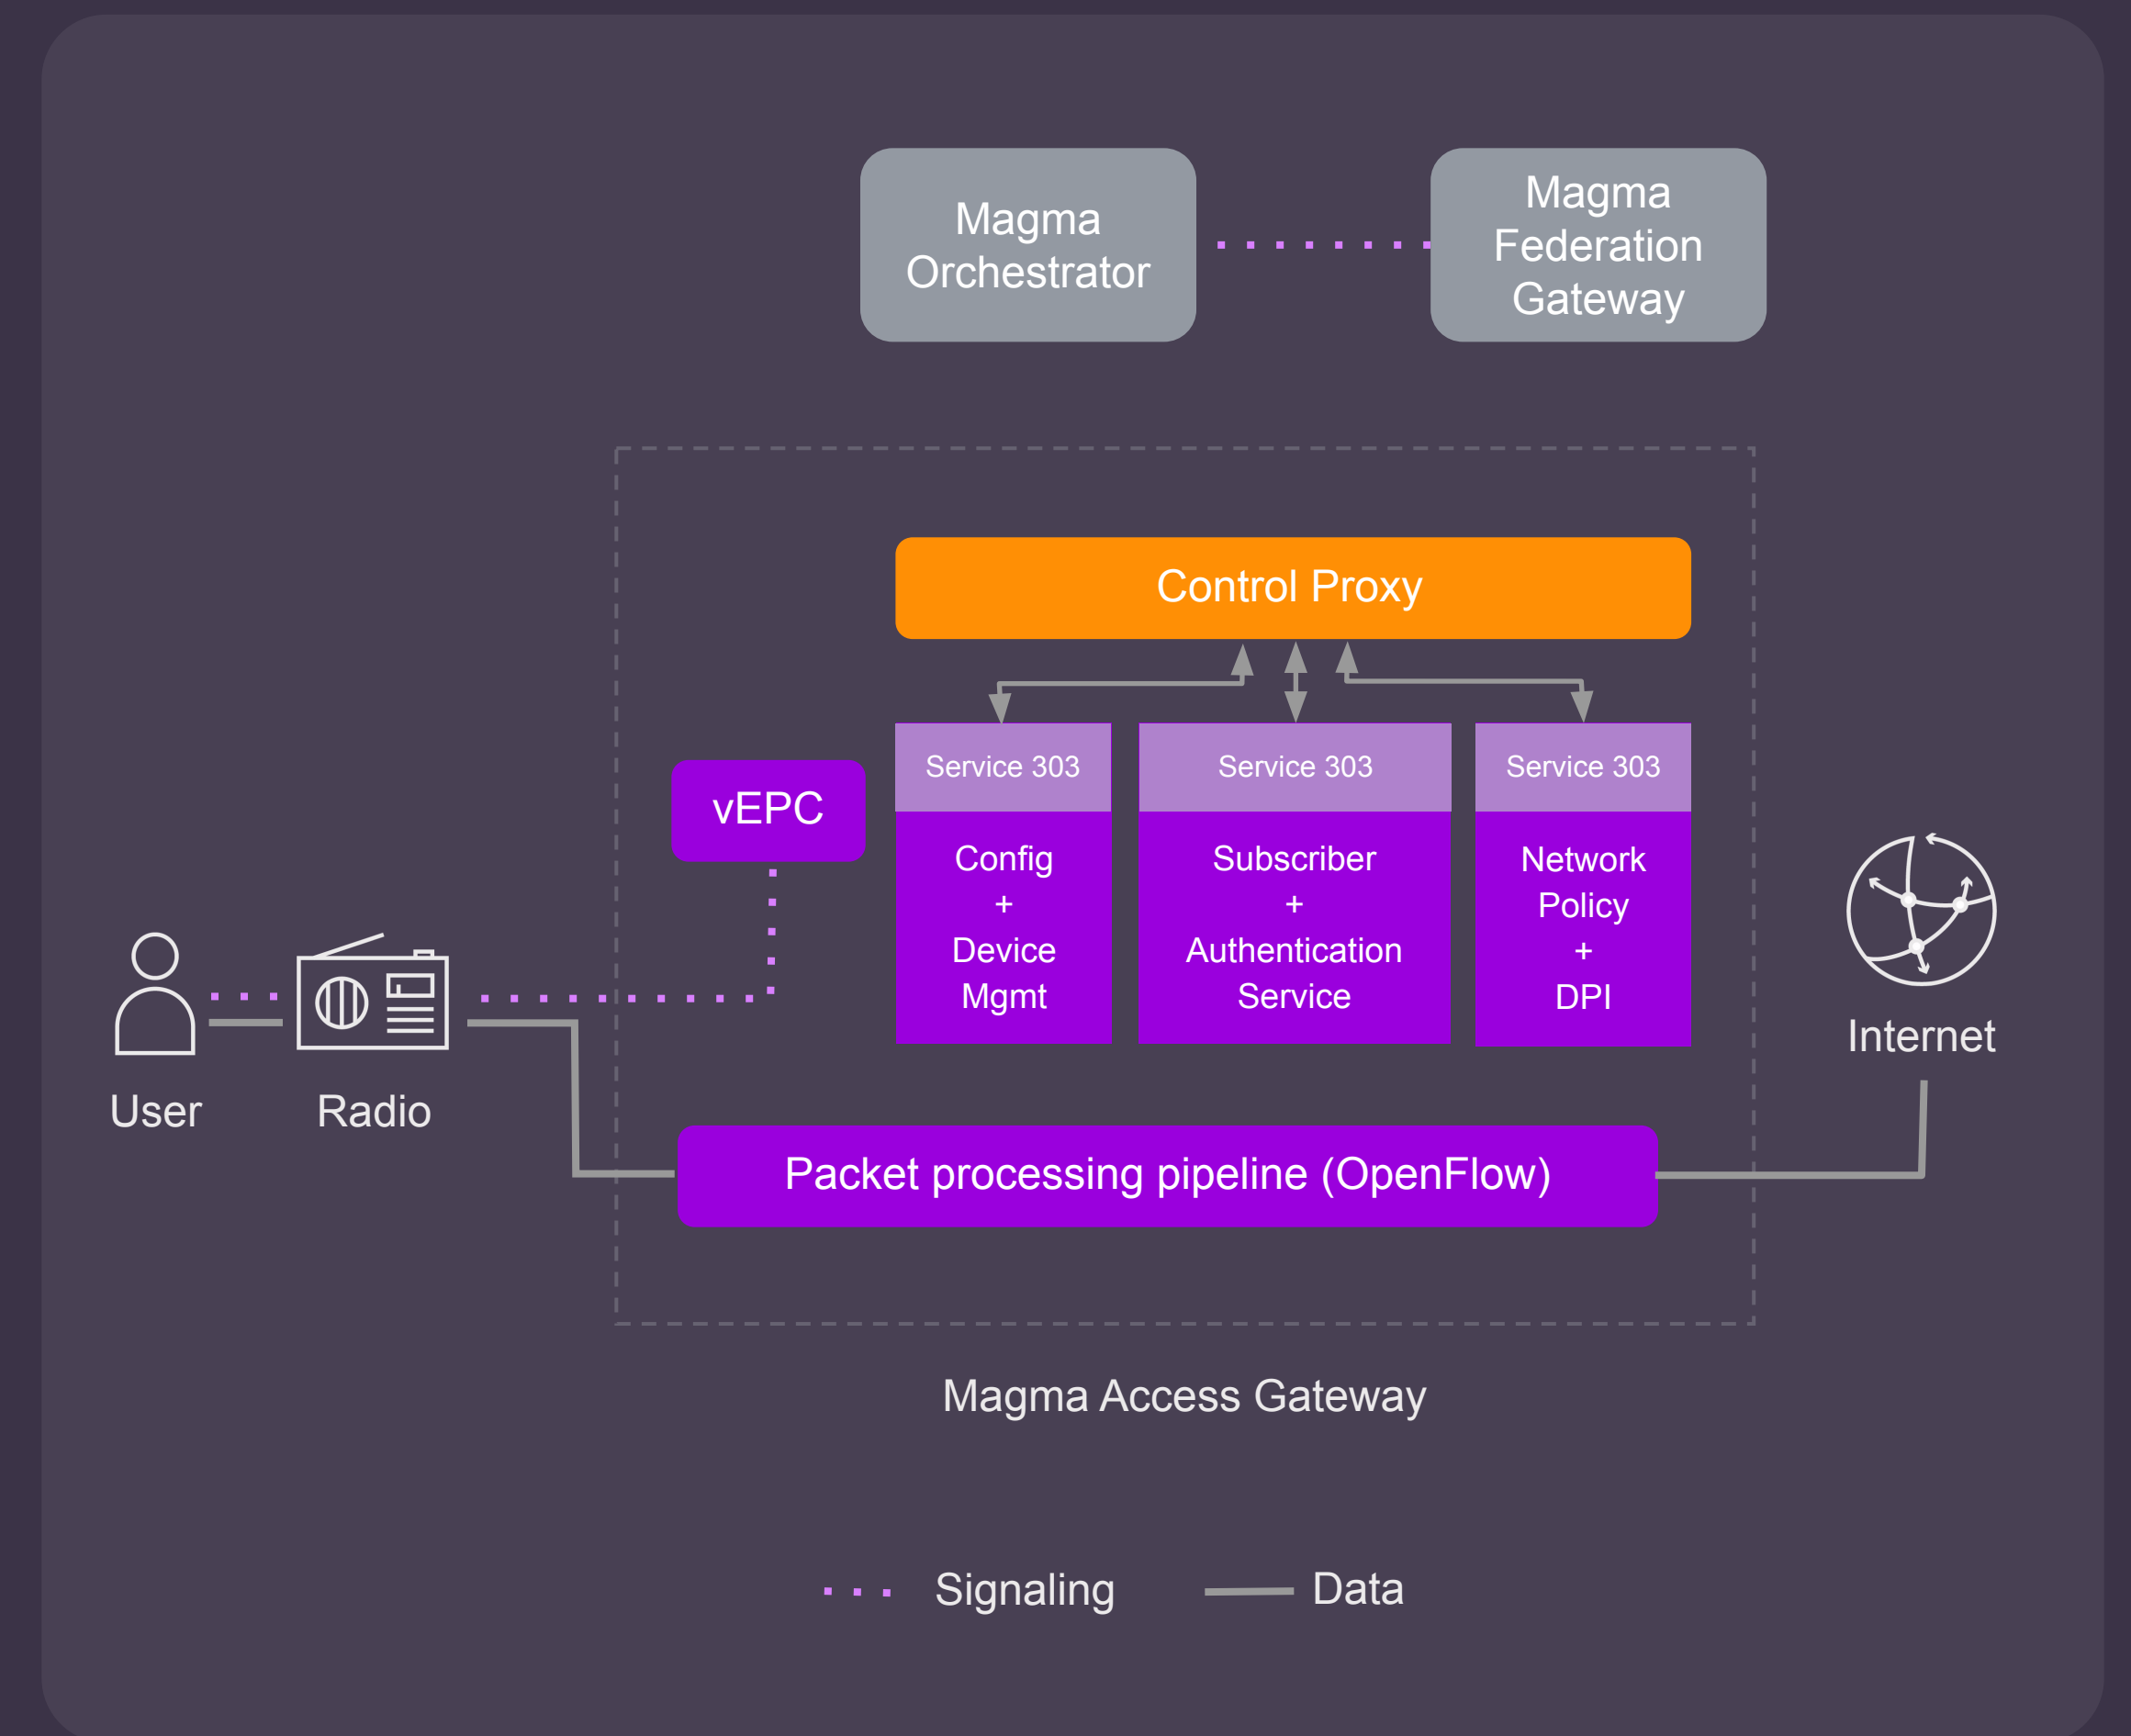 Magma
Orchestrator
Magma
Federation
Gateway
Control Proxy
vEPC
Service 303
Config
+
Device
Mgmt
Service 303
Subscriber
+
Authentication
Service
Service 303
Network
Policy
+
DPI
User
Radio
Internet
Packet processing pipeline (OpenFlow)
Magma Access Gateway
Signaling
Data